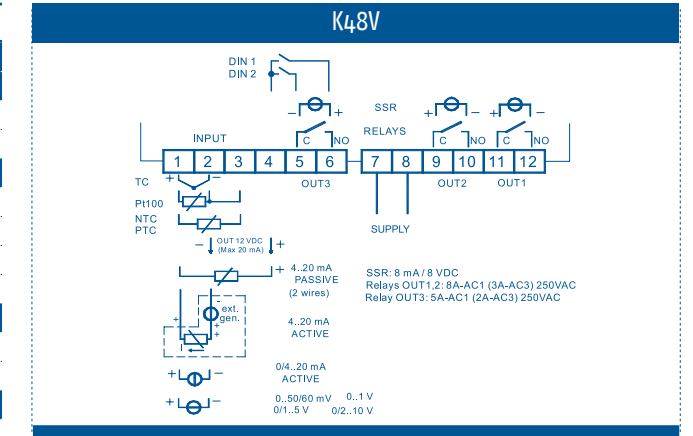 K48V
DIN 1
DIN 2
− + SSR + − + −
INPUT RELAYS
C NO C NO C NO
1 2 3 4 5 6 7 8 9 10 11 12
TC + − OUT3 OUT2 OUT1
Pt100
NTC
PTC
SUPPLY
− OUT 12 VDC +
(Max 20 mA)
+ 4..20 mA
PASSIVE
(2 wires)
SSR: 8 mA / 8 VDC
Relays OUT1,2: 8A-AC1 (3A-AC3) 250VAC
Relay OUT3: 5A-AC1 (2A-AC3) 250VAC
-
ext.
gen.
+ +
+
I
4..20 mA
ACTIVE
0/4..20 mA
ACTIVE
+ −
+ −
0..50/60 mV 0..1 V
0/1..5 V 0/2..10 V